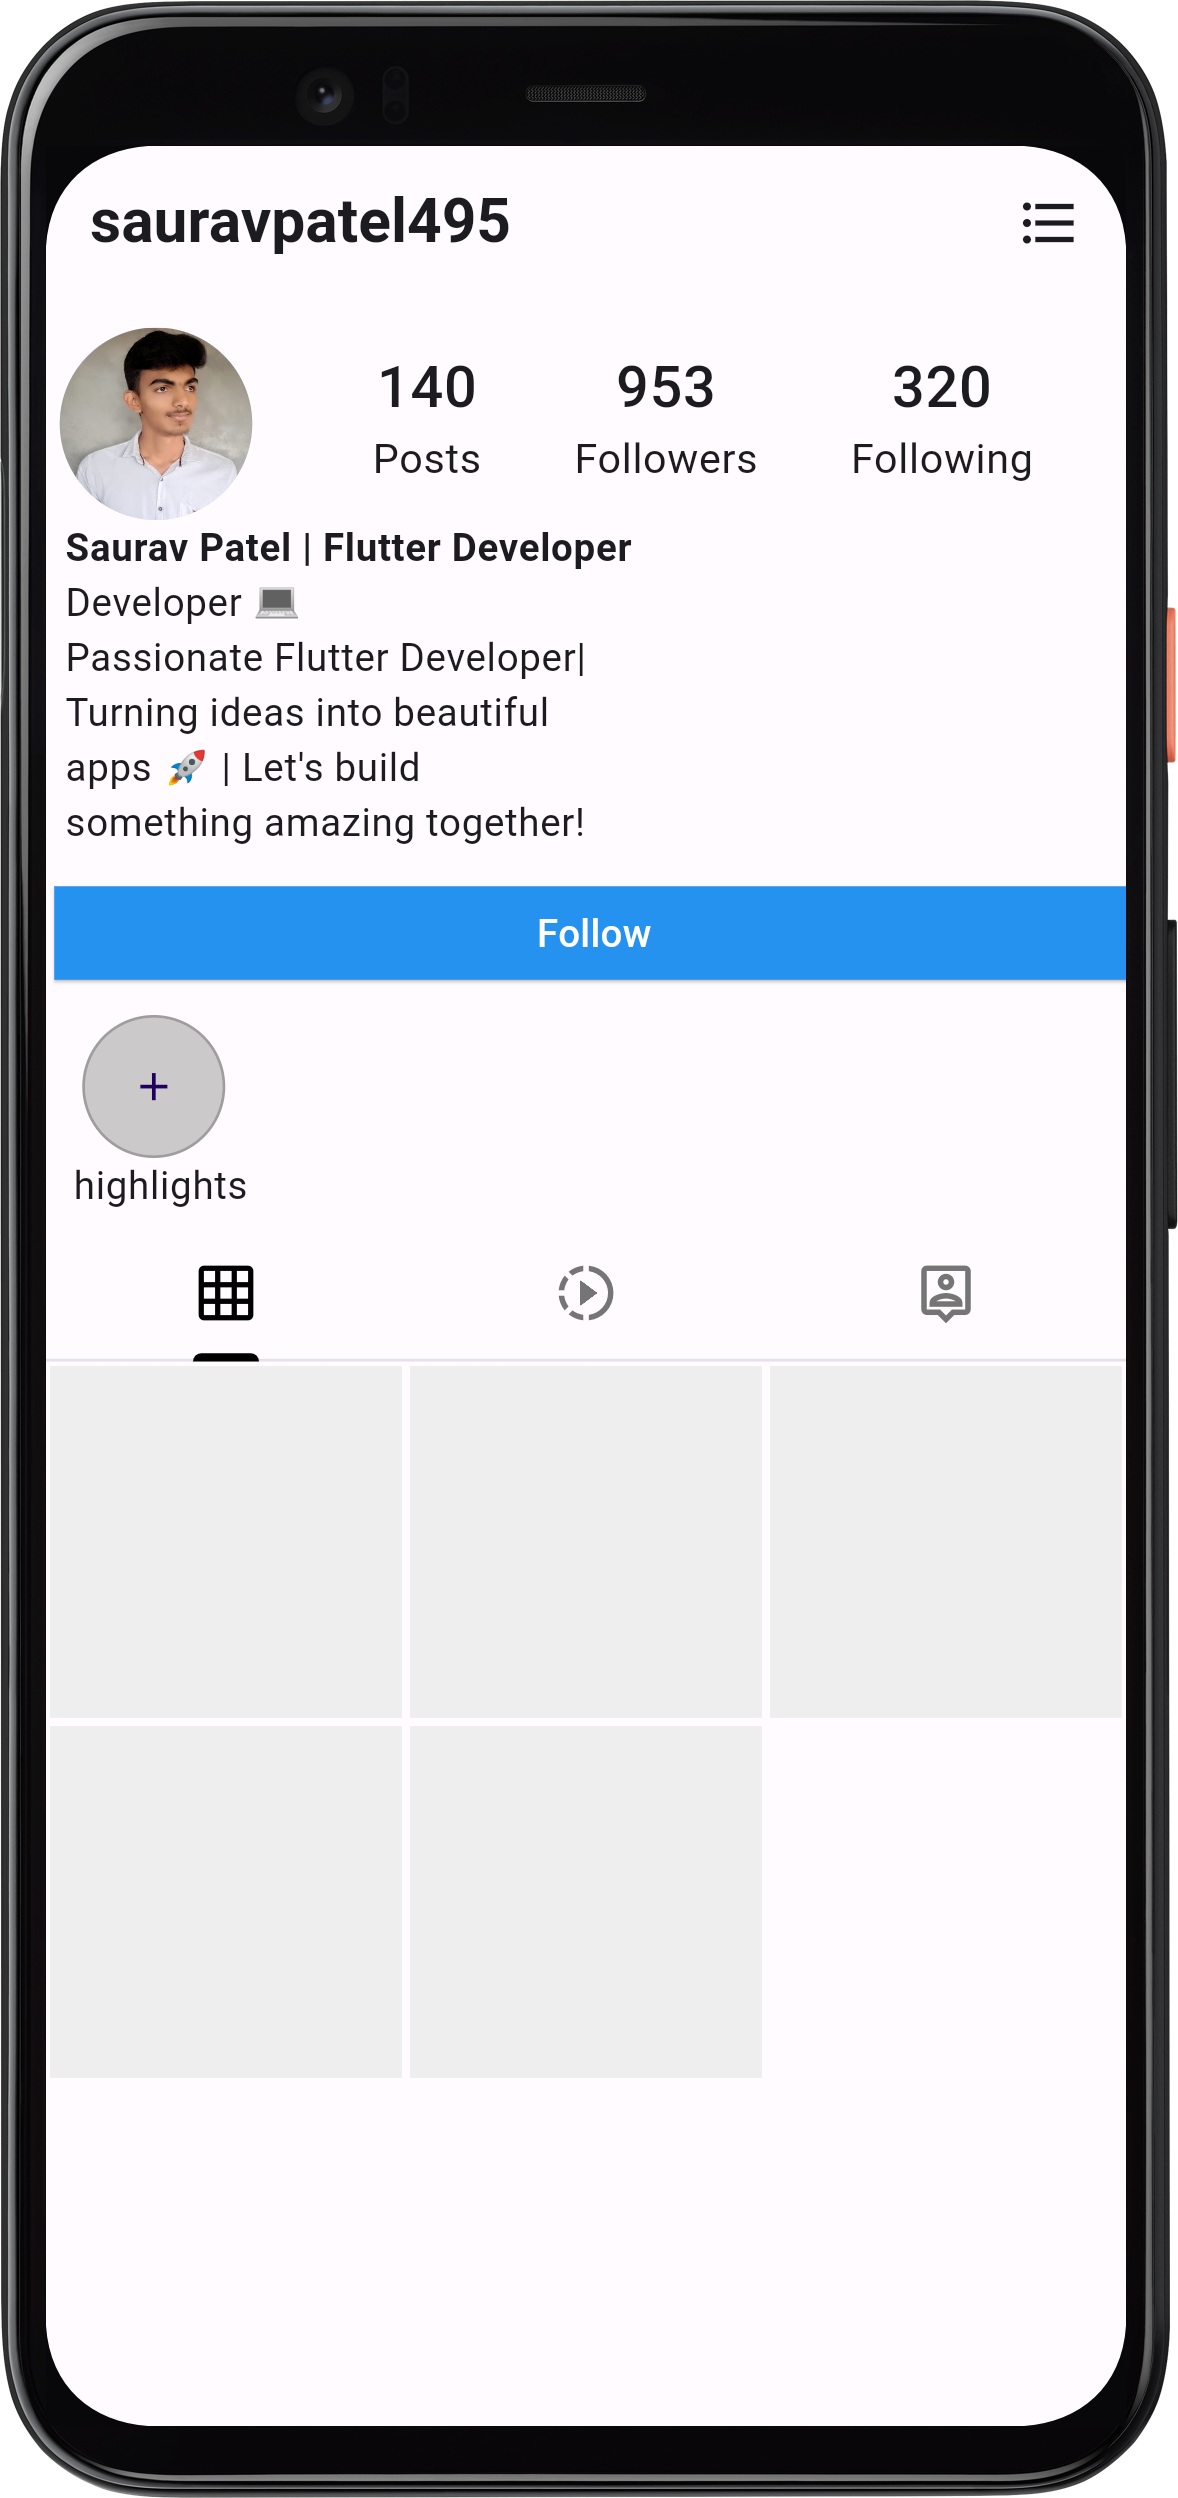 sauravpatel495
140 953 320
Posts Followers Following
Saurav Patel | Flutter Developer
Developer 💻
Passionate Flutter Developer|
Turning ideas into beautiful
apps 🚀 | Let's build
something amazing together!
Follow
+
highlights